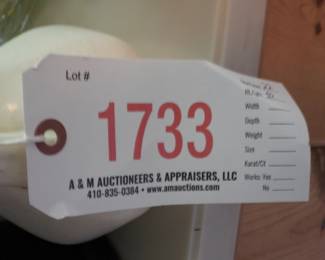 Lot #
1733
A & M AUCTIONEERS & APPRAISERS, LLC
410-835-0384 • www.amauctions.com
Width
Depth
Weight
Size
Karat/Ct
Works: Yes
No